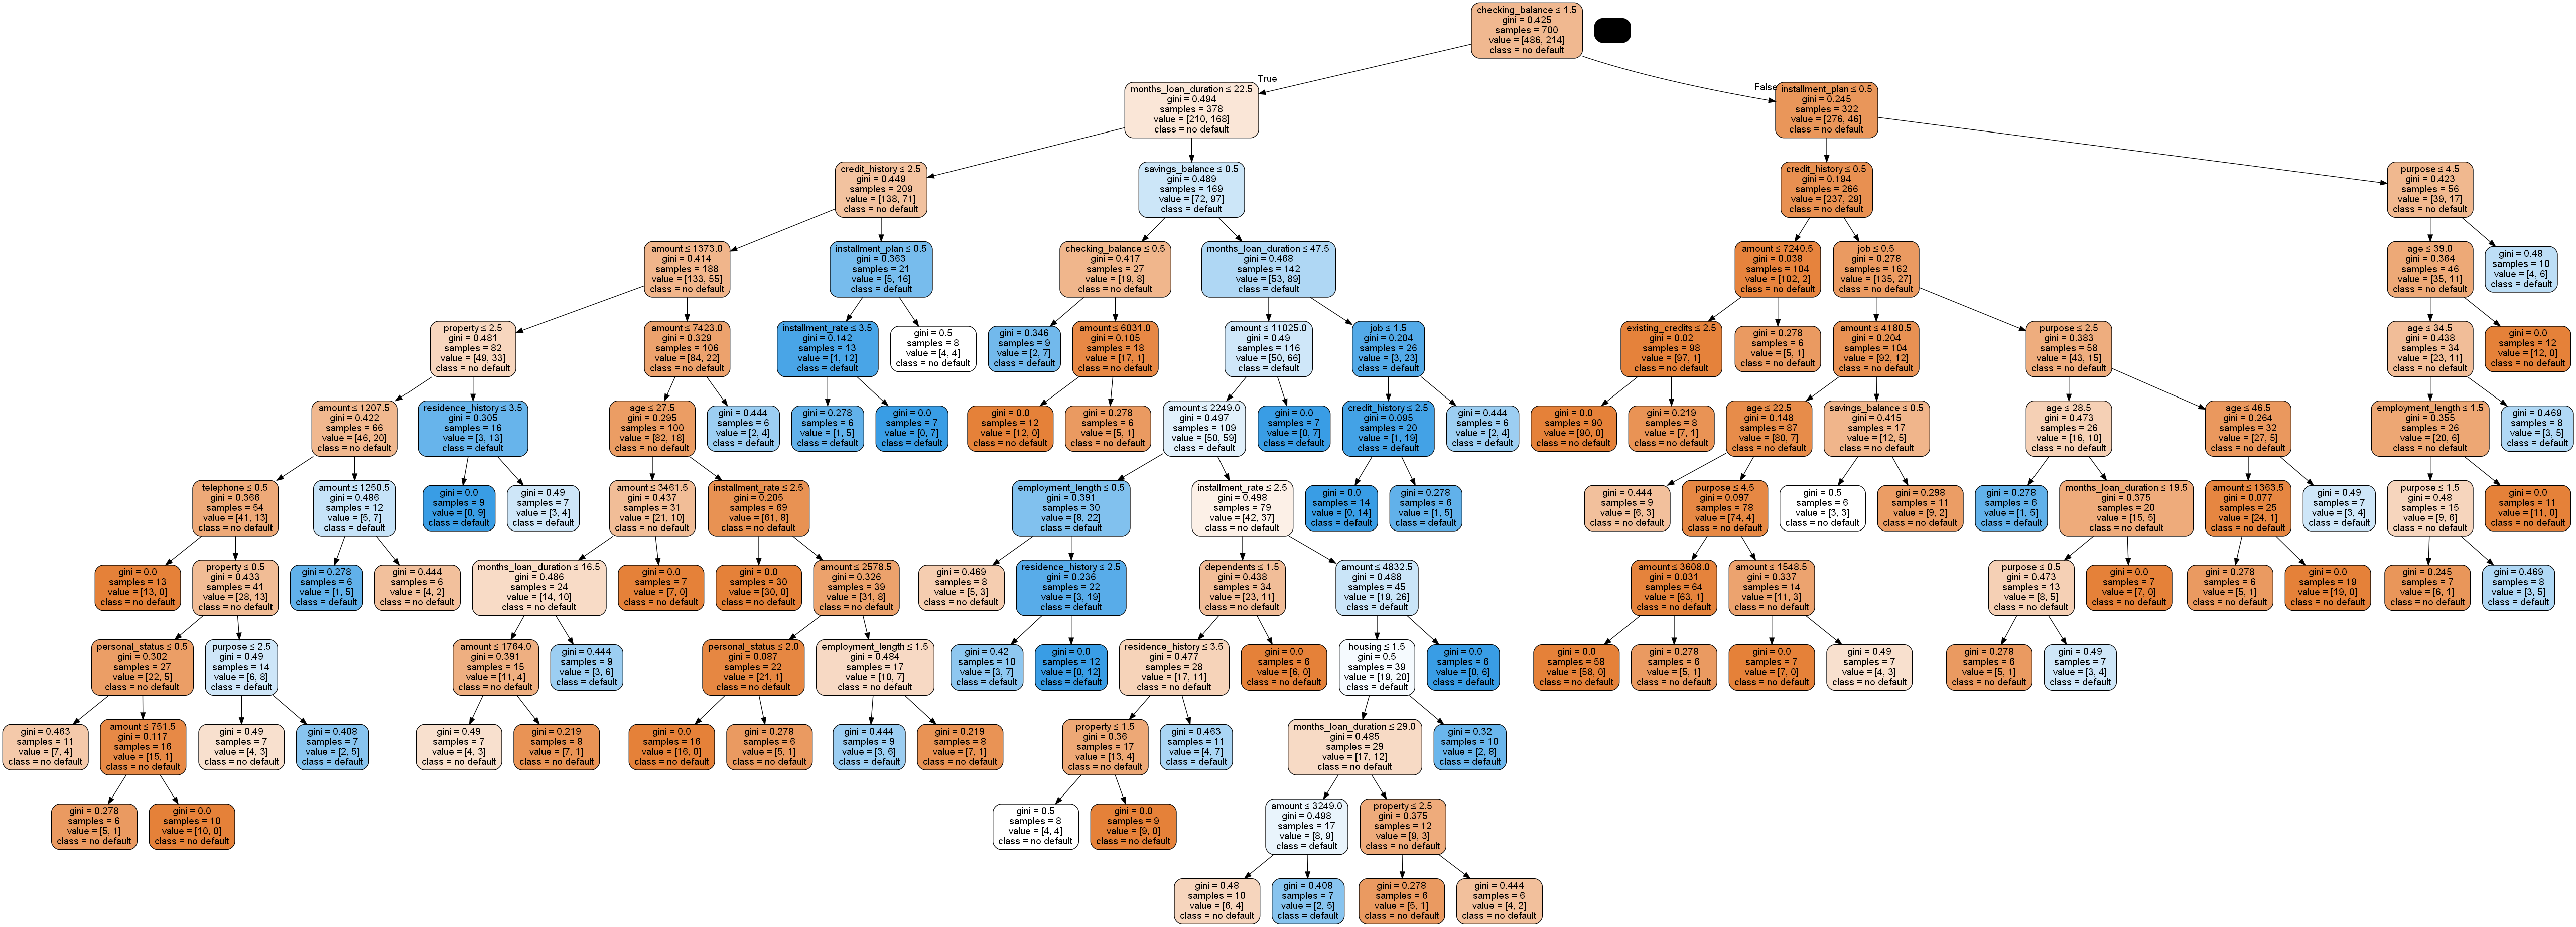 checking_balance ≤ 1.5
gini = 0.425
samples = 700
value = [486, 214]
class = no default
True
False
months_loan_duration ≤ 22.5
gini = 0.494
samples = 378
value = [210, 168]
class = no default
installment_plan ≤ 0.5
gini = 0.245
samples = 322
value = [276, 46]
class = no default
credit_history ≤ 2.5
gini = 0.449
samples = 209
value = [138, 71]
class = no default
savings_balance ≤ 0.5
gini = 0.489
samples = 169
value = [72, 97]
class = default
credit_history ≤ 0.5
gini = 0.194
samples = 266
value = [237, 29]
class = no default
purpose ≤ 4.5
gini = 0.423
samples = 56
value = [39, 17]
class = no default
amount ≤ 1373.0
gini = 0.414
samples = 188
value = [133, 55]
class = no default
installment_plan ≤ 0.5
gini = 0.363
samples = 21
value = [5, 16]
class = default
checking_balance ≤ 0.5
gini = 0.417
samples = 27
value = [19, 8]
class = no default
months_loan_duration ≤ 47.5
gini = 0.468
samples = 142
value = [53, 89]
class = default
amount ≤ 7240.5
gini = 0.038
samples = 104
value = [102, 2]
class = no default
job ≤ 0.5
gini = 0.278
samples = 162
value = [135, 27]
class = no default
age ≤ 39.0
gini = 0.364
samples = 46
value = [35, 11]
class = no default
gini = 0.48
samples = 10
value = [4, 6]
class = default
property ≤ 2.5
gini = 0.481
samples = 82
value = [49, 33]
class = no default
amount ≤ 7423.0
gini = 0.329
samples = 106
value = [84, 22]
class = no default
installment_rate ≤ 3.5
gini = 0.142
samples = 13
value = [1, 12]
class = default
gini = 0.5
samples = 8
value = [4, 4]
class = no default
gini = 0.346
samples = 9
value = [2, 7]
class = default
amount ≤ 6031.0
gini = 0.105
samples = 18
value = [17, 1]
class = no default
amount ≤ 11025.0
gini = 0.49
samples = 116
value = [50, 66]
class = default
job ≤ 1.5
gini = 0.204
samples = 26
value = [3, 23]
class = default
existing_credits ≤ 2.5
gini = 0.02
samples = 98
value = [97, 1]
class = no default
gini = 0.278
samples = 6
value = [5, 1]
class = no default
amount ≤ 4180.5
gini = 0.204
samples = 104
value = [92, 12]
class = no default
purpose ≤ 2.5
gini = 0.383
samples = 58
value = [43, 15]
class = no default
age ≤ 34.5
gini = 0.438
samples = 34
value = [23, 11]
class = no default
gini = 0.0
samples = 12
value = [12, 0]
class = no default
amount ≤ 1207.5
gini = 0.422
samples = 66
value = [46, 20]
class = no default
residence_history ≤ 3.5
gini = 0.305
samples = 16
value = [3, 13]
class = default
age ≤ 27.5
gini = 0.295
samples = 100
value = [82, 18]
class = no default
gini = 0.444
samples = 6
value = [2, 4]
class = default
gini = 0.278
samples = 6
value = [1, 5]
class = default
gini = 0.0
samples = 7
value = [0, 7]
class = default
gini = 0.0
samples = 12
value = [12, 0]
class = no default
gini = 0.278
samples = 6
value = [5, 1]
class = no default
amount ≤ 2249.0
gini = 0.497
samples = 109
value = [50, 59]
class = default
gini = 0.0
samples = 7
value = [0, 7]
class = default
credit_history ≤ 2.5
gini = 0.095
samples = 20
value = [1, 19]
class = default
gini = 0.444
samples = 6
value = [2, 4]
class = default
gini = 0.0
samples = 90
value = [90, 0]
class = no default
gini = 0.219
samples = 8
value = [7, 1]
class = no default
age ≤ 22.5
gini = 0.148
samples = 87
value = [80, 7]
class = no default
savings_balance ≤ 0.5
gini = 0.415
samples = 17
value = [12, 5]
class = no default
age ≤ 28.5
gini = 0.473
samples = 26
value = [16, 10]
class = no default
age ≤ 46.5
gini = 0.264
samples = 32
value = [27, 5]
class = no default
employment_length ≤ 1.5
gini = 0.355
samples = 26
value = [20, 6]
class = no default
gini = 0.469
samples = 8
value = [3, 5]
class = default
telephone ≤ 0.5
gini = 0.366
samples = 54
value = [41, 13]
class = no default
amount ≤ 1250.5
gini = 0.486
samples = 12
value = [5, 7]
class = default
gini = 0.0
samples = 9
value = [0, 9]
class = default
gini = 0.49
samples = 7
value = [3, 4]
class = default
amount ≤ 3461.5
gini = 0.437
samples = 31
value = [21, 10]
class = no default
installment_rate ≤ 2.5
gini = 0.205
samples = 69
value = [61, 8]
class = no default
employment_length ≤ 0.5
gini = 0.391
samples = 30
value = [8, 22]
class = default
installment_rate ≤ 2.5
gini = 0.498
samples = 79
value = [42, 37]
class = no default
gini = 0.0
samples = 14
value = [0, 14]
class = default
gini = 0.278
samples = 6
value = [1, 5]
class = default
gini = 0.444
samples = 9
value = [6, 3]
class = no default
purpose ≤ 4.5
gini = 0.097
samples = 78
value = [74, 4]
class = no default
gini = 0.5
samples = 6
value = [3, 3]
class = no default
gini = 0.298
samples = 11
value = [9, 2]
class = no default
gini = 0.278
samples = 6
value = [1, 5]
class = default
months_loan_duration ≤ 19.5
gini = 0.375
samples = 20
value = [15, 5]
class = no default
amount ≤ 1363.5
gini = 0.077
samples = 25
value = [24, 1]
class = no default
gini = 0.49
samples = 7
value = [3, 4]
class = default
purpose ≤ 1.5
gini = 0.48
samples = 15
value = [9, 6]
class = no default
gini = 0.0
samples = 11
value = [11, 0]
class = no default
gini = 0.0
samples = 13
value = [13, 0]
class = no default
property ≤ 0.5
gini = 0.433
samples = 41
value = [28, 13]
class = no default
gini = 0.278
samples = 6
value = [1, 5]
class = default
gini = 0.444
samples = 6
value = [4, 2]
class = no default
months_loan_duration ≤ 16.5
gini = 0.486
samples = 24
value = [14, 10]
class = no default
gini = 0.0
samples = 7
value = [7, 0]
class = no default
gini = 0.0
samples = 30
value = [30, 0]
class = no default
amount ≤ 2578.5
gini = 0.326
samples = 39
value = [31, 8]
class = no default
gini = 0.469
samples = 8
value = [5, 3]
class = no default
residence_history ≤ 2.5
gini = 0.236
samples = 22
value = [3, 19]
class = default
dependents ≤ 1.5
gini = 0.438
samples = 34
value = [23, 11]
class = no default
amount ≤ 4832.5
gini = 0.488
samples = 45
value = [19, 26]
class = default
amount ≤ 3608.0
gini = 0.031
samples = 64
value = [63, 1]
class = no default
amount ≤ 1548.5
gini = 0.337
samples = 14
value = [11, 3]
class = no default
purpose ≤ 0.5
gini = 0.473
samples = 13
value = [8, 5]
class = no default
gini = 0.0
samples = 7
value = [7, 0]
class = no default
gini = 0.278
samples = 6
value = [5, 1]
class = no default
gini = 0.0
samples = 19
value = [19, 0]
class = no default
gini = 0.245
samples = 7
value = [6, 1]
class = no default
gini = 0.469
samples = 8
value = [3, 5]
class = default
personal_status ≤ 0.5
gini = 0.302
samples = 27
value = [22, 5]
class = no default
purpose ≤ 2.5
gini = 0.49
samples = 14
value = [6, 8]
class = default
amount ≤ 1764.0
gini = 0.391
samples = 15
value = [11, 4]
class = no default
gini = 0.444
samples = 9
value = [3, 6]
class = default
personal_status ≤ 2.0
gini = 0.087
samples = 22
value = [21, 1]
class = no default
employment_length ≤ 1.5
gini = 0.484
samples = 17
value = [10, 7]
class = no default
gini = 0.42
samples = 10
value = [3, 7]
class = default
gini = 0.0
samples = 12
value = [0, 12]
class = default
residence_history ≤ 3.5
gini = 0.477
samples = 28
value = [17, 11]
class = no default
gini = 0.0
samples = 6
value = [6, 0]
class = no default
housing ≤ 1.5
gini = 0.5
samples = 39
value = [19, 20]
class = default
gini = 0.0
samples = 6
value = [0, 6]
class = default
gini = 0.0
samples = 58
value = [58, 0]
class = no default
gini = 0.278
samples = 6
value = [5, 1]
class = no default
gini = 0.0
samples = 7
value = [7, 0]
class = no default
gini = 0.49
samples = 7
value = [4, 3]
class = no default
gini = 0.278
samples = 6
value = [5, 1]
class = no default
gini = 0.49
samples = 7
value = [3, 4]
class = default
gini = 0.463
samples = 11
value = [7, 4]
class = no default
amount ≤ 751.5
gini = 0.117
samples = 16
value = [15, 1]
class = no default
gini = 0.49
samples = 7
value = [4, 3]
class = no default
gini = 0.408
samples = 7
value = [2, 5]
class = default
gini = 0.49
samples = 7
value = [4, 3]
class = no default
gini = 0.219
samples = 8
value = [7, 1]
class = no default
gini = 0.0
samples = 16
value = [16, 0]
class = no default
gini = 0.278
samples = 6
value = [5, 1]
class = no default
gini = 0.444
samples = 9
value = [3, 6]
class = default
gini = 0.219
samples = 8
value = [7, 1]
class = no default
property ≤ 1.5
gini = 0.36
samples = 17
value = [13, 4]
class = no default
gini = 0.463
samples = 11
value = [4, 7]
class = default
months_loan_duration ≤ 29.0
gini = 0.485
samples = 29
value = [17, 12]
class = no default
gini = 0.32
samples = 10
value = [2, 8]
class = default
gini = 0.278
samples = 6
value = [5, 1]
class = no default
gini = 0.0
samples = 10
value = [10, 0]
class = no default
gini = 0.5
samples = 8
value = [4, 4]
class = no default
gini = 0.0
samples = 9
value = [9, 0]
class = no default
amount ≤ 3249.0
gini = 0.498
samples = 17
value = [8, 9]
class = default
property ≤ 2.5
gini = 0.375
samples = 12
value = [9, 3]
class = no default
gini = 0.48
samples = 10
value = [6, 4]
class = no default
gini = 0.408
samples = 7
value = [2, 5]
class = default
gini = 0.278
samples = 6
value = [5, 1]
class = no default
gini = 0.444
samples = 6
value = [4, 2]
class = no default